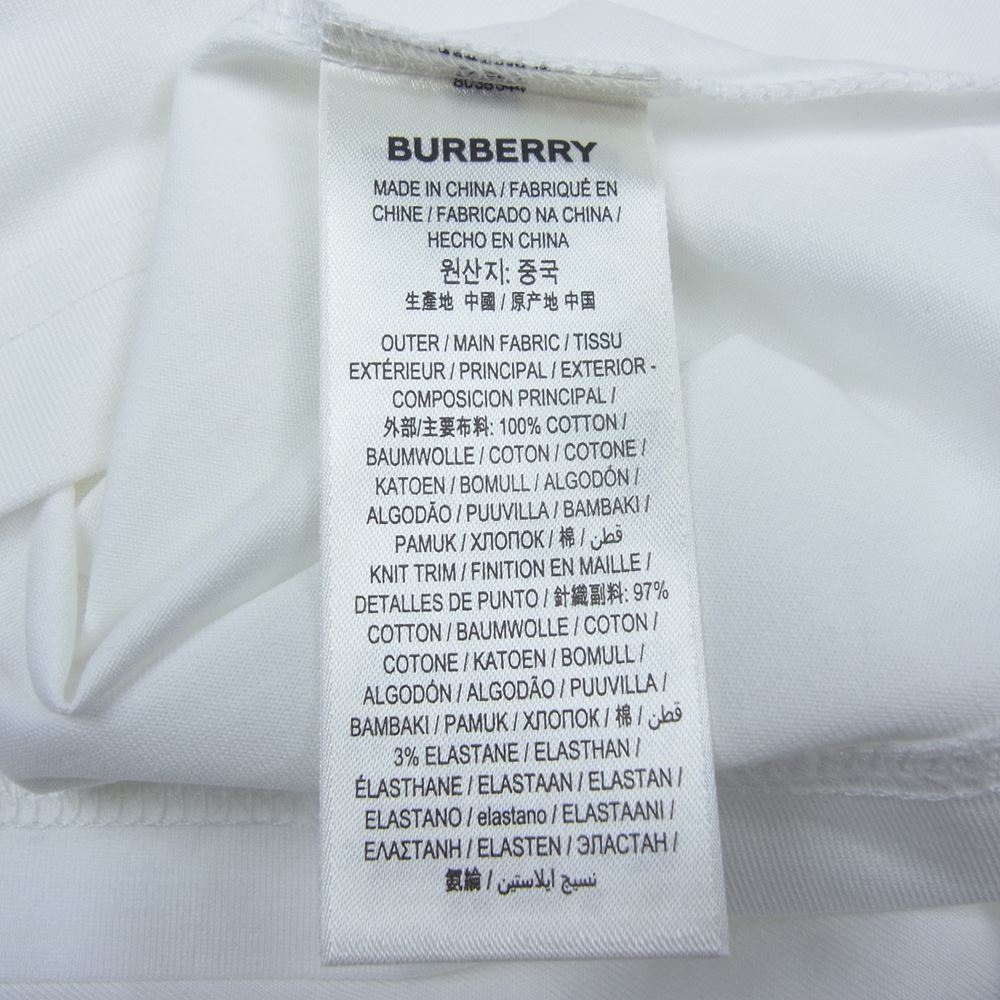 BURBERRY
MADE IN CHINA / FABRIQUÉ EN
CHINE / FABRICADO NA CHINA /
HECHO EN CHINA
원산지: 중국
生產地 中國 / 原产地 中国
OUTER / MAIN FABRIC / TISSU
EXTÉRIEUR / PRINCIPAL / EXTERIOR -
COMPOSICION PRINCIPAL /
外部/主要布料: 100% COTTON /
BAUMWOLLE / COTON / COTONE /
KATOEN / BOMULL / ALGODÓN /
ALGODÃO / PUUVILLA / BAMBAKI /
PAMUK / ХЛОПОК / 棉 / قطن
KNIT TRIM / FINITION EN MAILLE /
DETALLES DE PUNTO / 針織副料: 97%
COTTON / BAUMWOLLE / COTON /
COTONE / KATOEN / BOMULL /
ALGODÓN / ALGODÃO / PUUVILLA /
BAMBAKI / PAMUK / ХЛОПОК / 棉 / قطن
3% ELASTANE / ELASTHAN /
ÉLASTHANE / ELASTAAN / ELASTAN /
ELASTANO / elastano / ELASTAANI /
ΕΛΑΣΤΑΝΗ / ELASTEN / ЭЛАСТАН /
氨綸 / نسيج ايلاستين